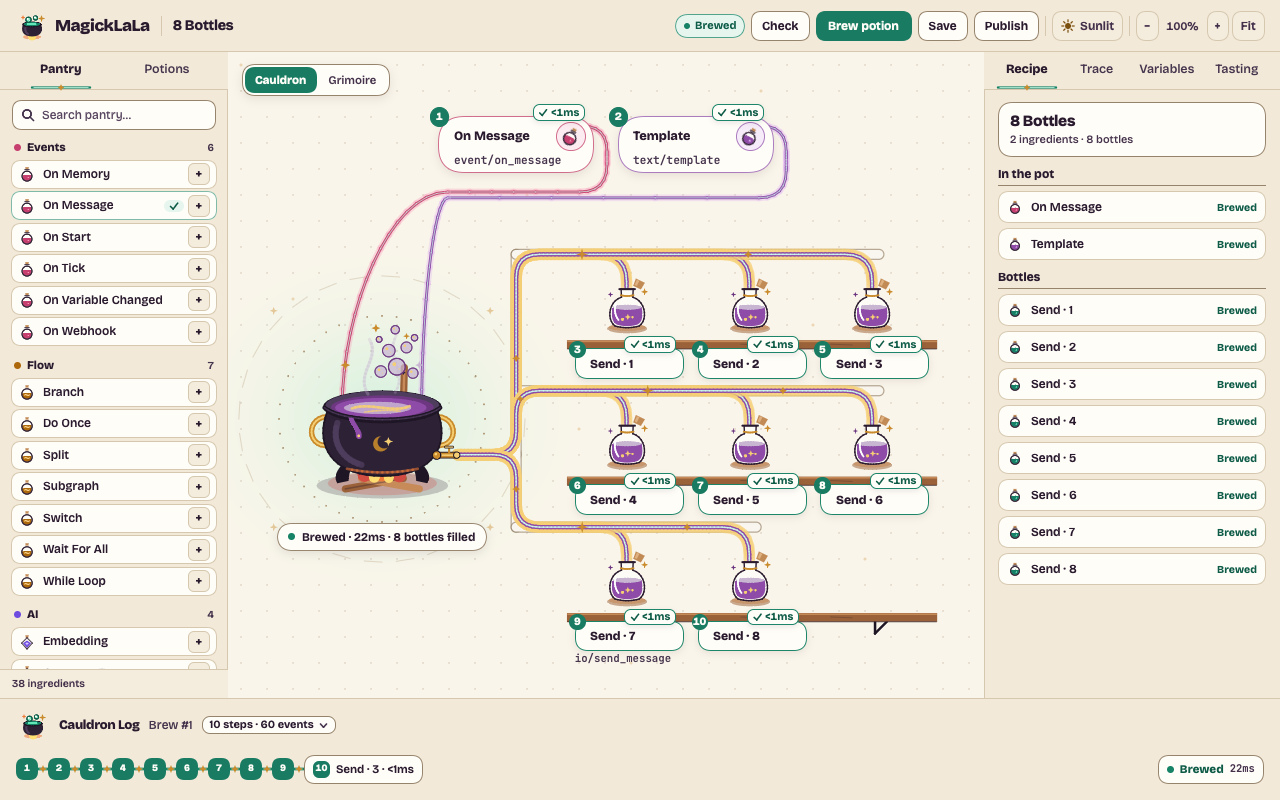 MagickLaLa
8 Bottles
Brewed
Check
Brew potion
Save
Publish
Sunlit
−
100%
+
Fit
Pantry
Potions
Search pantry...
Events
6
On Memory
+
On Message
+
On Start
+
On Tick
+
On Variable Changed
+
On Webhook
+
Flow
7
Branch
+
Do Once
+
Split
+
Subgraph
+
Switch
+
Wait For All
+
While Loop
+
AI
4
Embedding
+
38 ingredients
Cauldron
Grimoire
1
<1ms
On Message
event/on_message
2
<1ms
Template
text/template
3
<1ms
Send · 1
4
<1ms
Send · 2
5
<1ms
Send · 3
6
<1ms
Send · 4
7
<1ms
Send · 5
8
<1ms
Send · 6
Brewed · 22ms · 8 bottles filled
9
<1ms
Send · 7
10
<1ms
Send · 8
io/send_message
Recipe
Trace
Variables
Tasting
8 Bottles
2 ingredients · 8 bottles
In the pot
On Message
Brewed
Template
Brewed
Bottles
Send · 1
Brewed
Send · 2
Brewed
Send · 3
Brewed
Send · 4
Brewed
Send · 5
Brewed
Send · 6
Brewed
Send · 7
Brewed
Send · 8
Brewed
Cauldron Log
Brew #1
10 steps · 60 events
1
2
3
4
5
6
7
8
9
10
Send · 3 · <1ms
Brewed 22ms